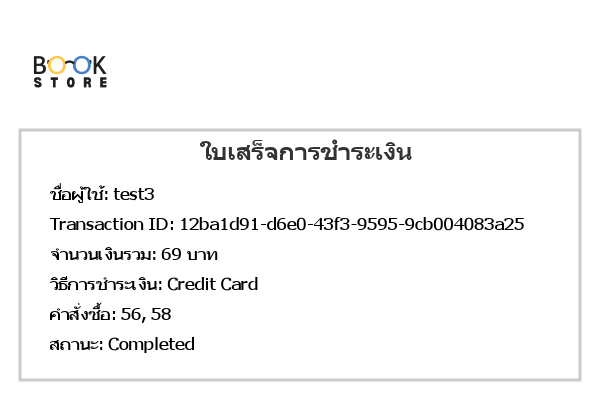 BOOK
STORE
ใบเสร็จการชำระเงิน
ชื่อผู้ใช้: test3
Transaction ID: 12ba1d91-d6e0-43f3-9595-9cb004083a25
จำนวนเงินรวม: 69 บาท
วิธีการชำระเงิน: Credit Card
คำสั่งซื้อ: 56, 58
สถานะ: Completed